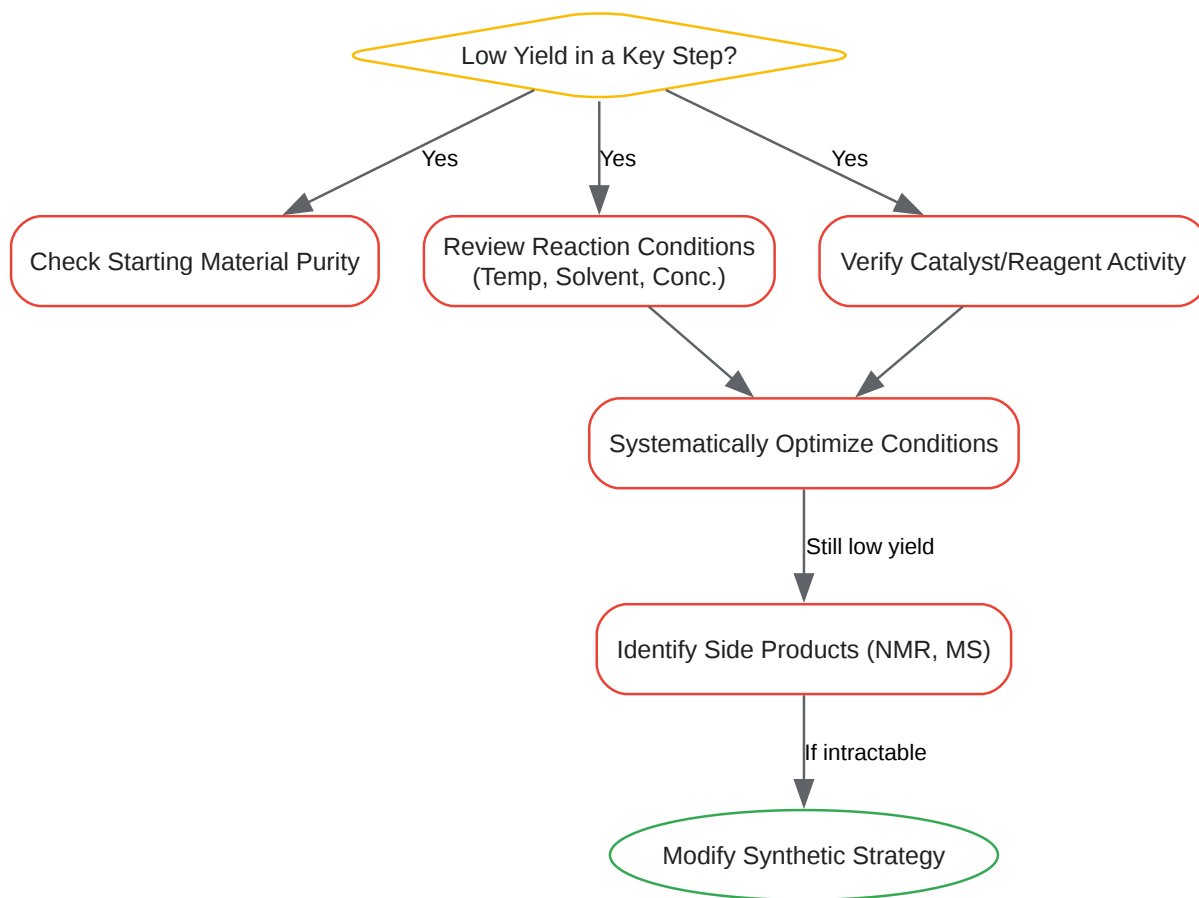 Low Yield in a Key Step?
Yes
Yes
Yes
Check Starting Material Purity
Review Reaction Conditions
(Temp, Solvent, Conc.)
Verify Catalyst/Reagent Activity
Systematically Optimize Conditions
Still low yield
Identify Side Products (NMR, MS)
If intractable
Modify Synthetic Strategy